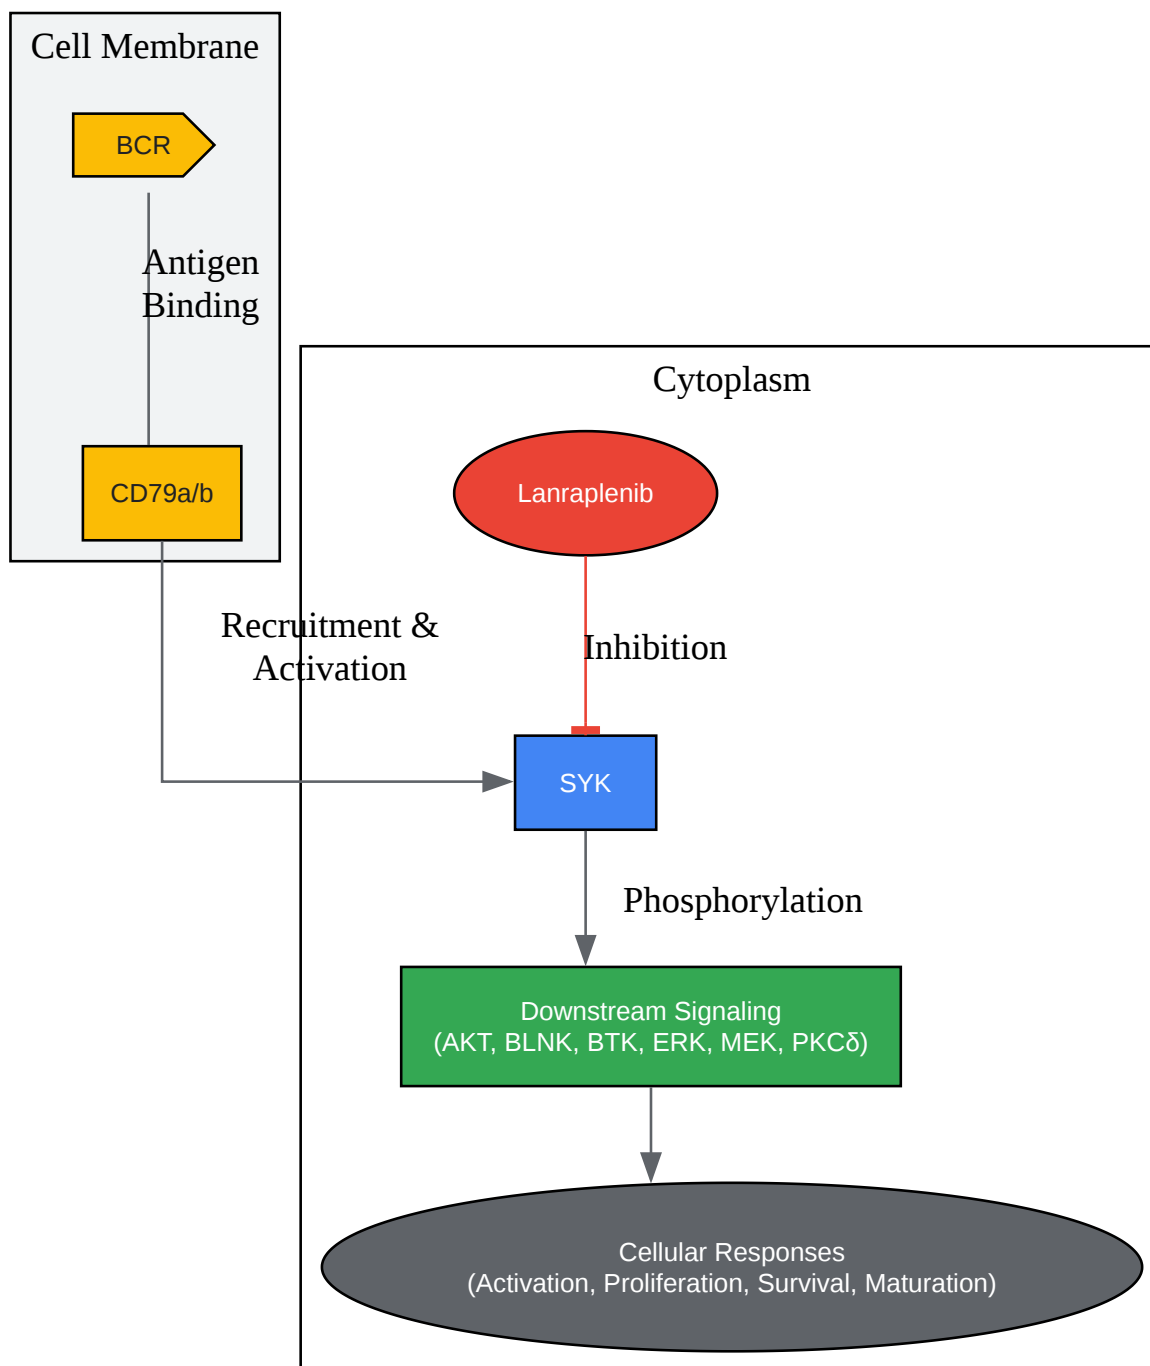 Cell Membrane
BCR
Antigen
Binding
CD79a/b
Cytoplasm
Lanraplenib
Recruitment &
Activation
Inhibition
SYK
Phosphorylation
Downstream Signaling
(AKT, BLNK, BTK, ERK, MEK, PKCδ)
Cellular Responses
(Activation, Proliferation, Survival, Maturation)